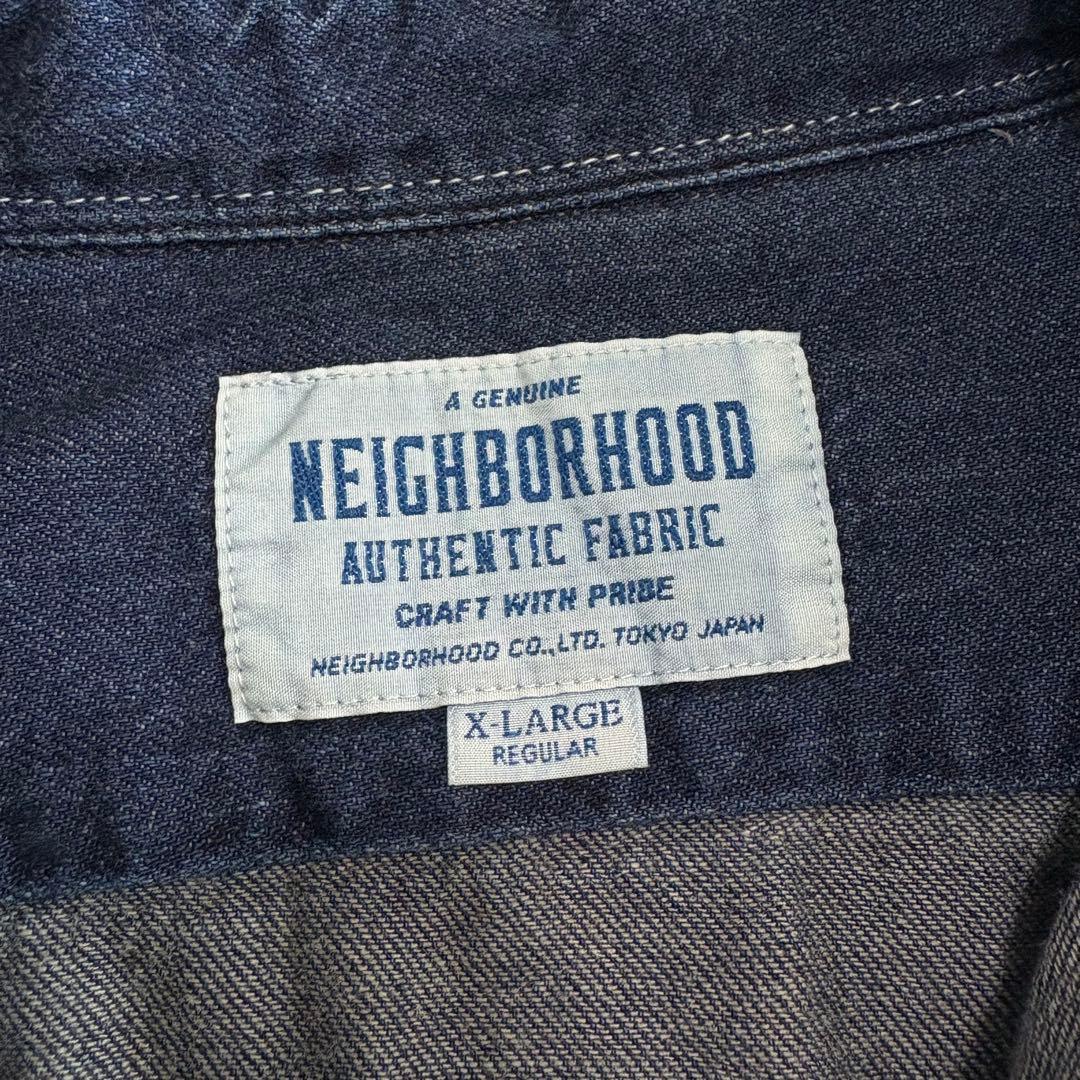 A GENUINE
NEIGHBORHOOD
AUTHENTIC FABRIC
CRAFT WITH PRIDE
NEIGHBORHOOD CO.,LTD. TOKYO JAPAN
X-LARGE
REGULAR